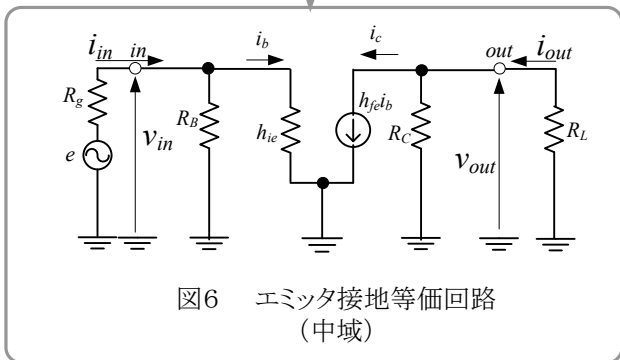 i_in in i_b i_c out i_out
R_g R_B h_ie h_fe i_b R_C R_L
e v_in v_out
図6 エミッタ接地等価回路
(中域)